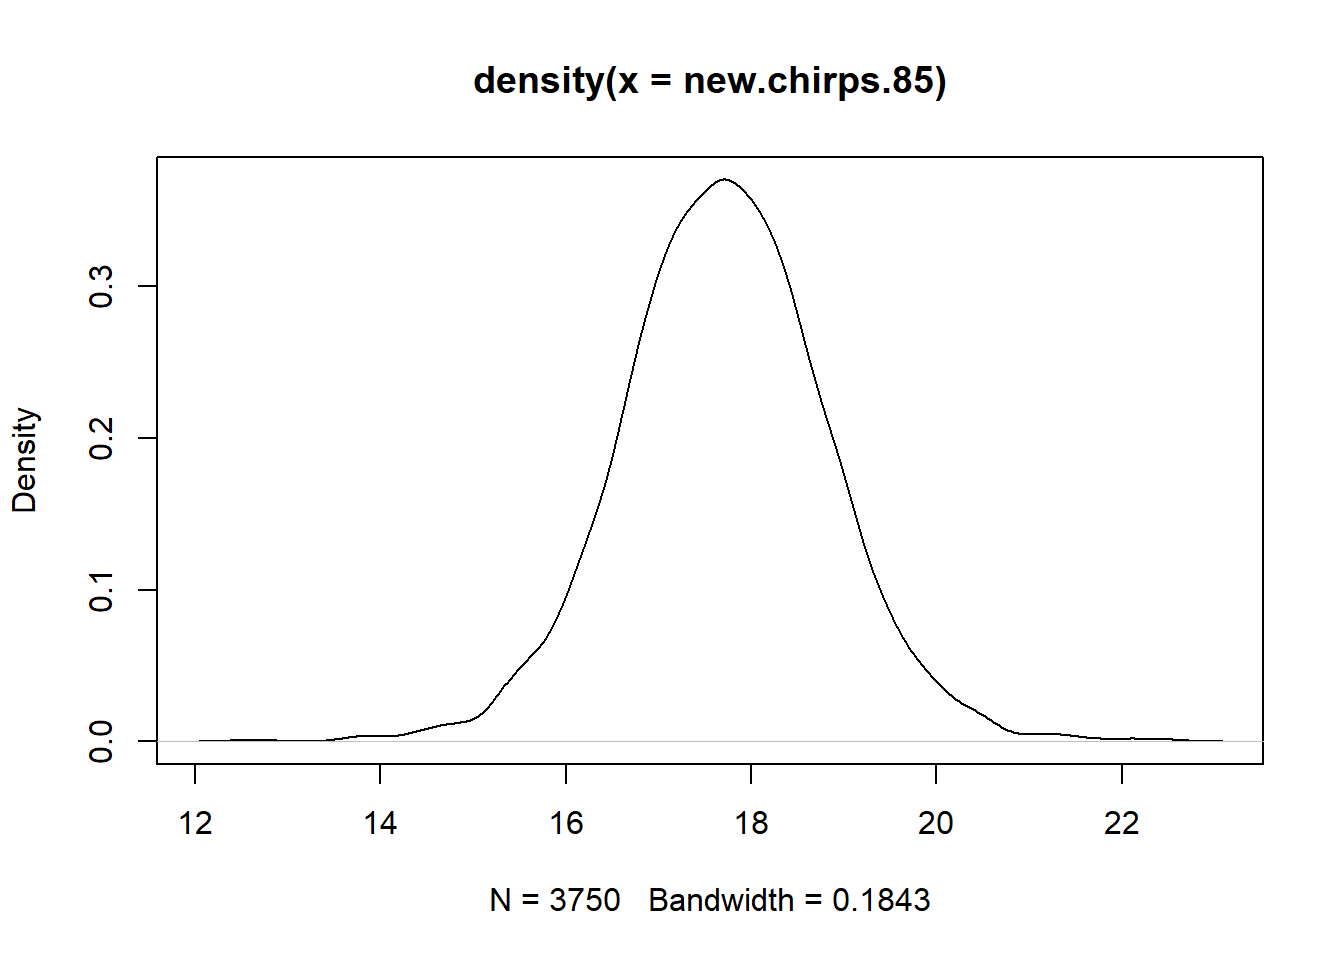 density(x = new.chirps.85)
Density
0.3
0.2
0.1
0.0
12 14 16 18 20 22
N = 3750   Bandwidth = 0.1843